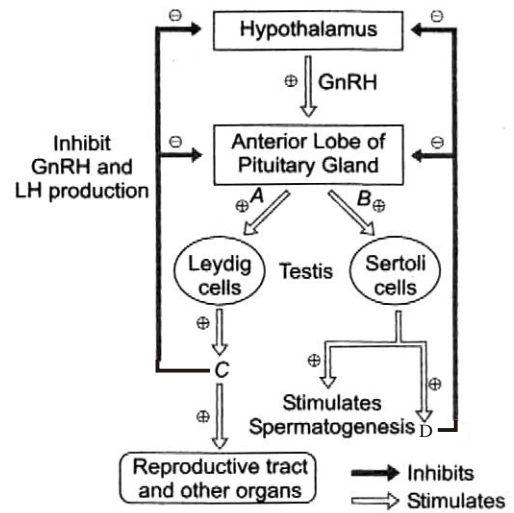 ⊖
⊖
Hypothalamus
⊕ GnRH
Inhibit
GnRH and
LH production
⊖
⊖
Anterior Lobe of
Pituitary Gland
⊕ A
B ⊕
Leydig
cells
Testis
Sertoli
cells
⊕
C
⊕
⊕
⊕
Stimulates
Spermatogenesis
D
Reproductive tract
and other organs
Inhibits
Stimulates